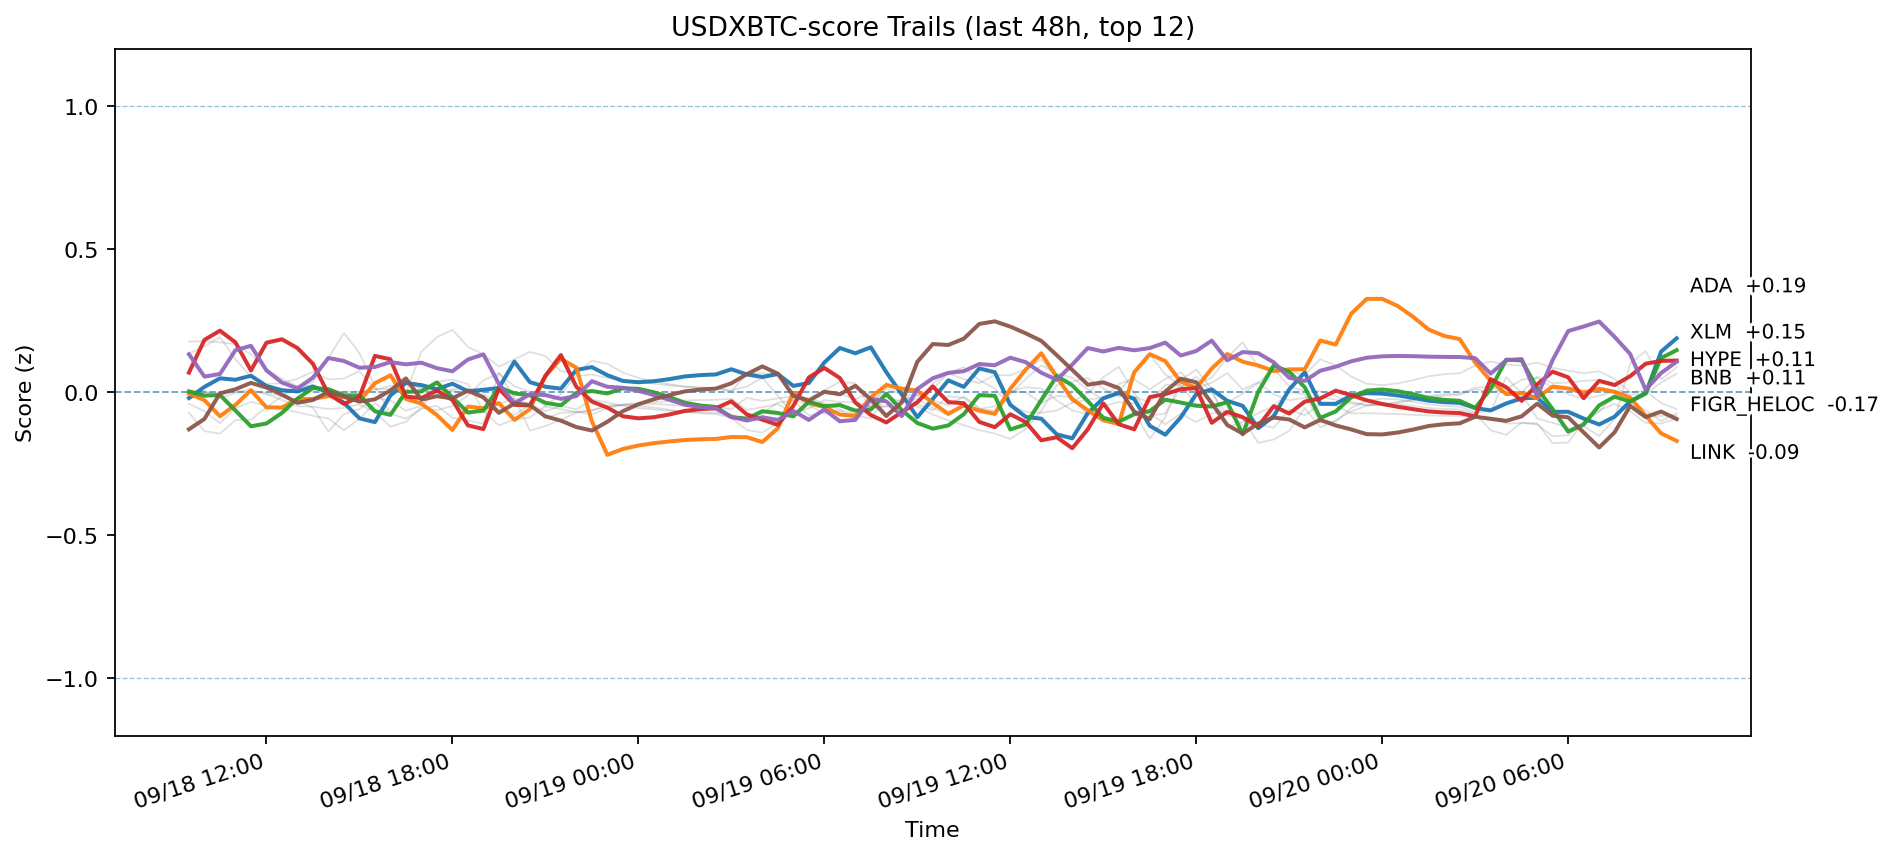 USDXBTC-score Trails (last 48h, top 12)
Score (z)
1.0
0.5
0.0
−0.5
−1.0
ADA +0.19
XLM +0.15
HYPE +0.11
BNB +0.11
FIGR_HELOC -0.17
LINK -0.09
09/18 12:00
09/18 18:00
09/19 00:00
09/19 06:00
09/19 12:00
09/19 18:00
09/20 00:00
09/20 06:00
Time